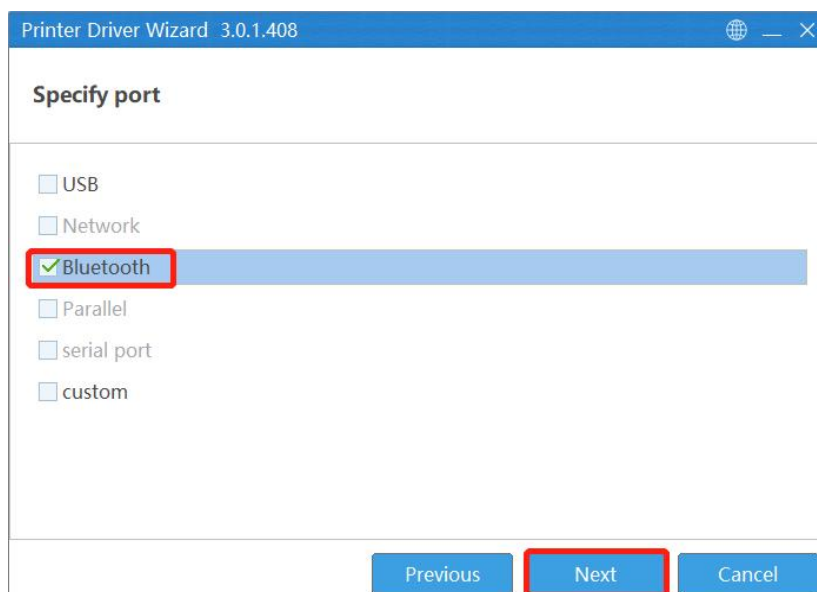 Printer Driver Wizard 3.0.1.408
Specify port
USB
Network
Bluetooth
Parallel
serial port
custom
Previous Next Cancel